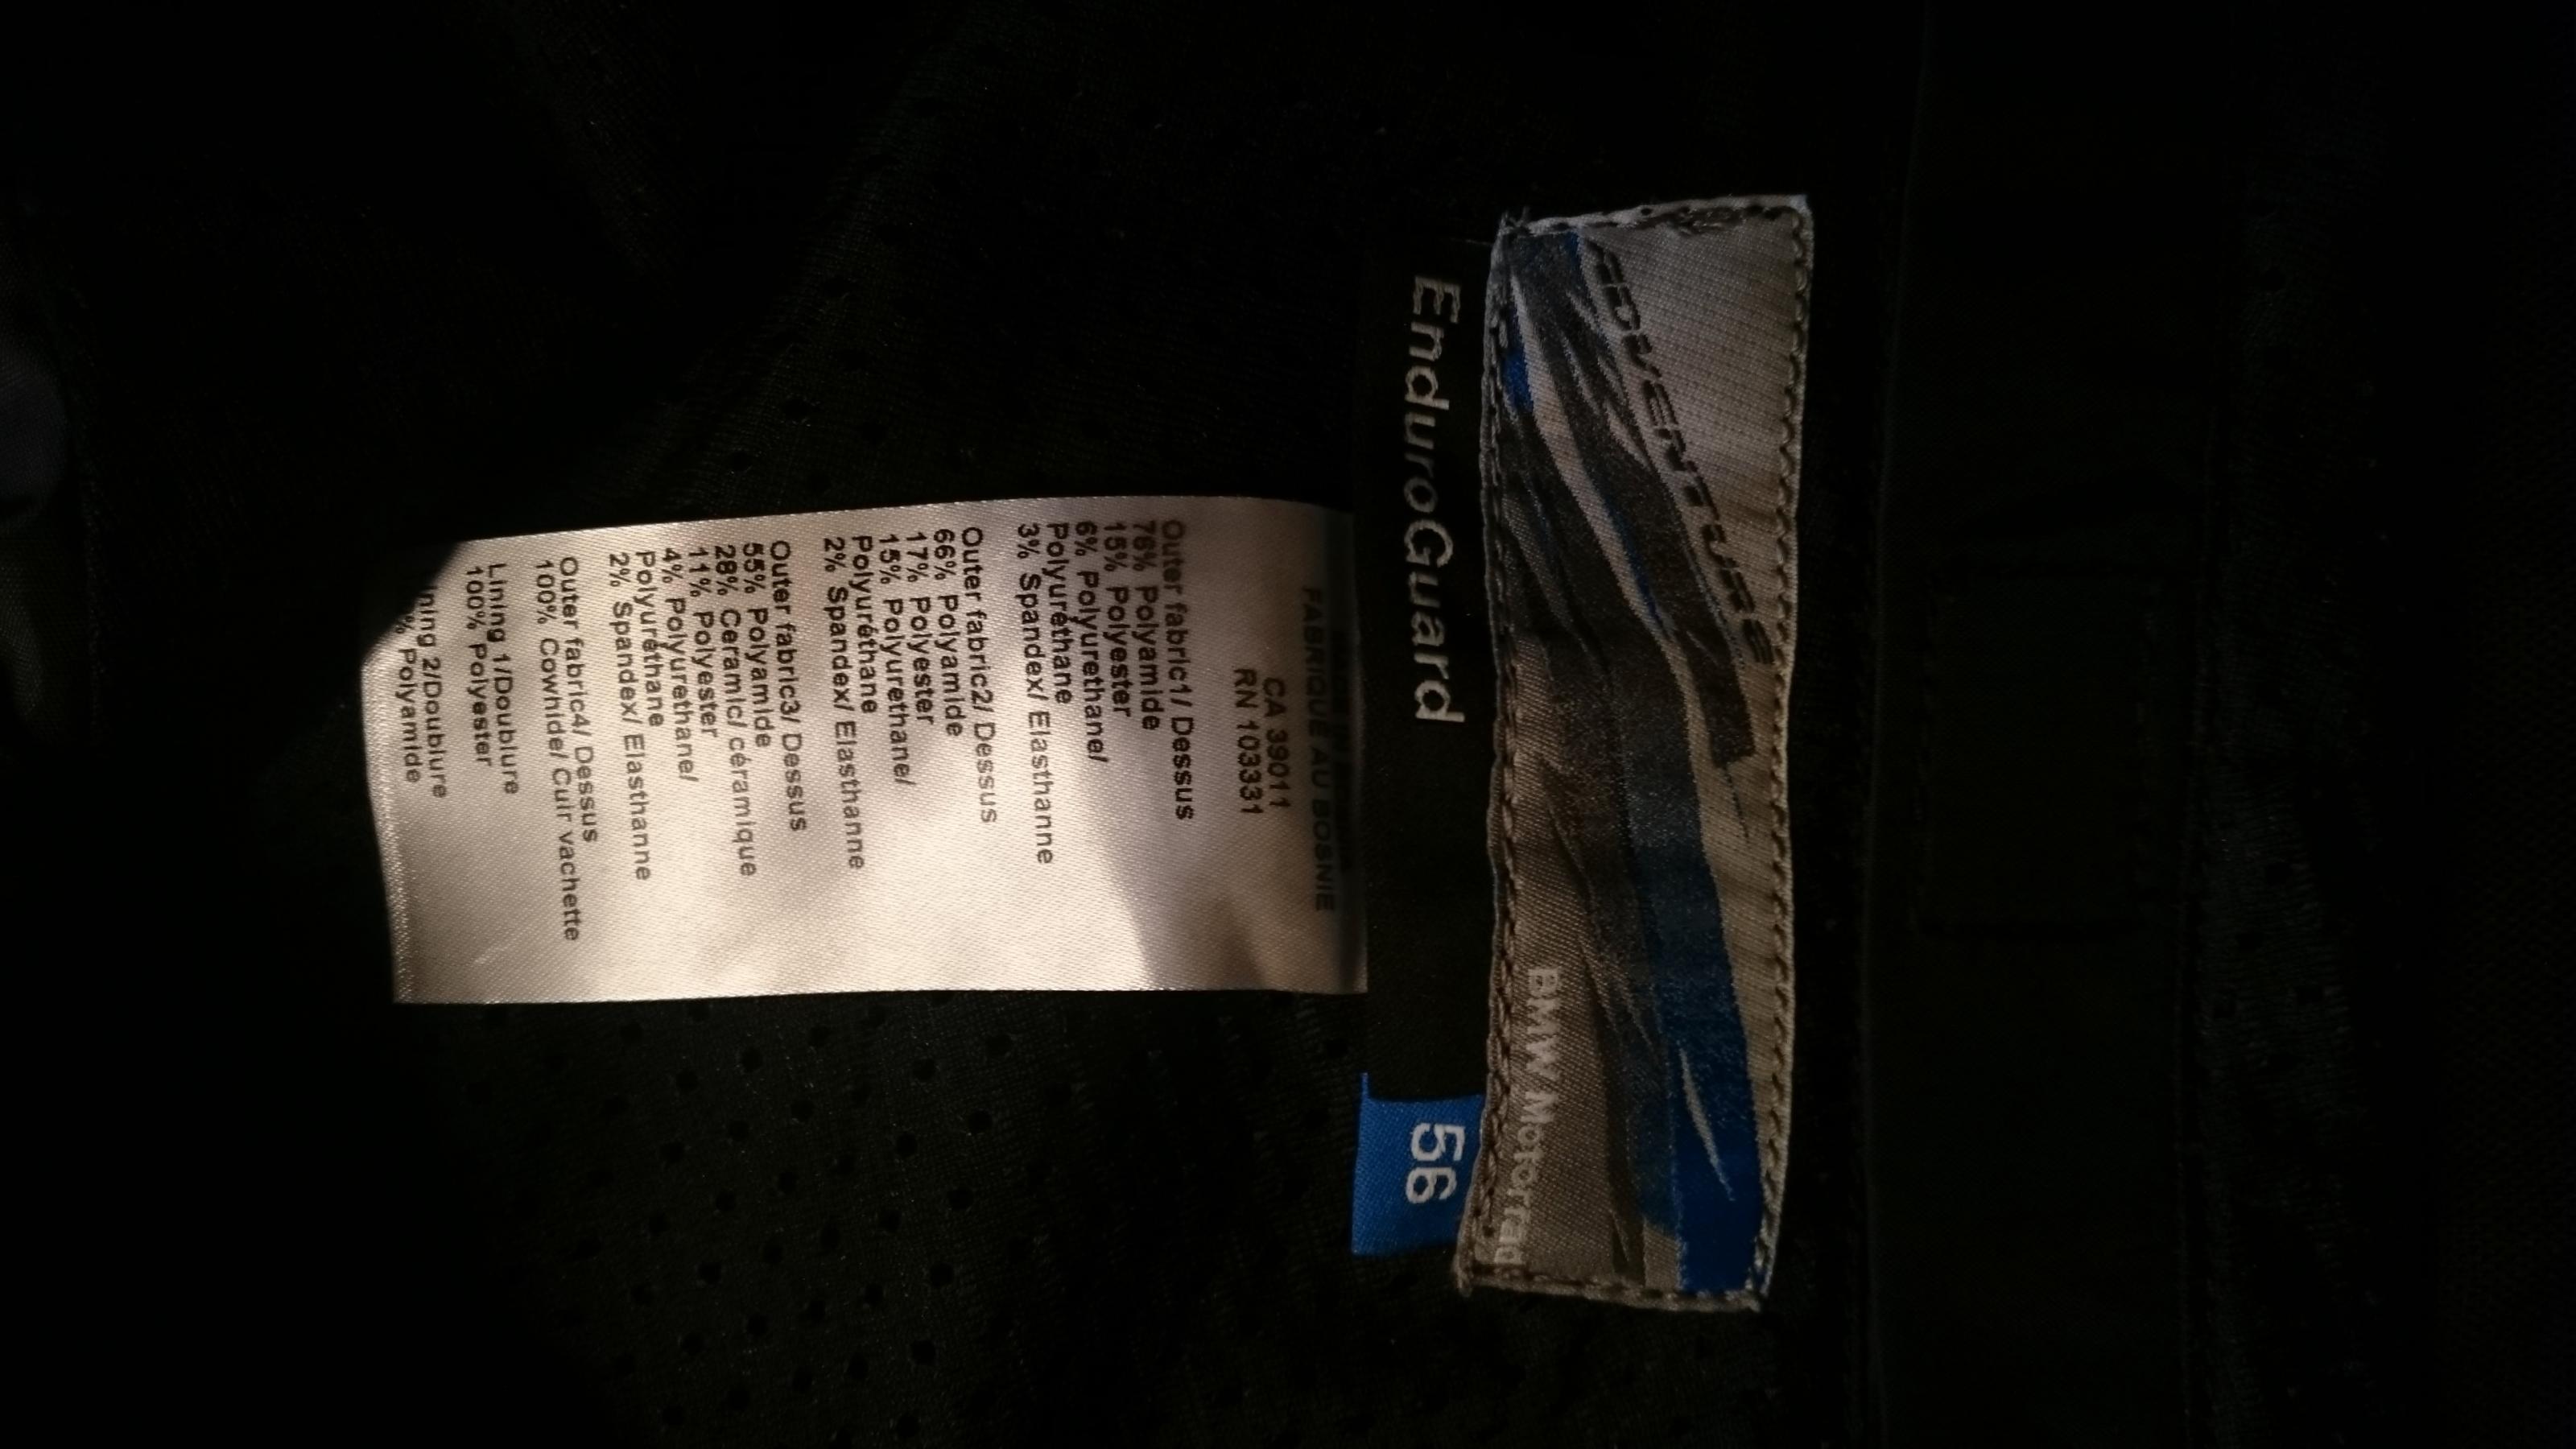 ADVENTURE
BMW Motorrad
EnduroGuard
56
FABRIQUE AU BOSNIE
CA 39011
RN 103331
Outer fabric1/ Dessus
76% Polyamide
15% Polyester
6% Polyurethane/
Polyuréthane
3% Spandex/ Elasthanne
Outer fabric2/ Dessus
66% Polyamide
17% Polyester
15% Polyurethane/
Polyuréthane
2% Spandex/ Elasthanne
Outer fabric3/ Dessus
55% Polyamide
28% Ceramic/ céramique
11% Polyester
4% Polyurethane/
Polyuréthane
2% Spandex/ Elasthanne
Outer fabric4/ Dessus
100% Cowhide/ Cuir vachette
Lining 1/Doublure
100% Polyester
ning 2/Doublure
% Polyamide